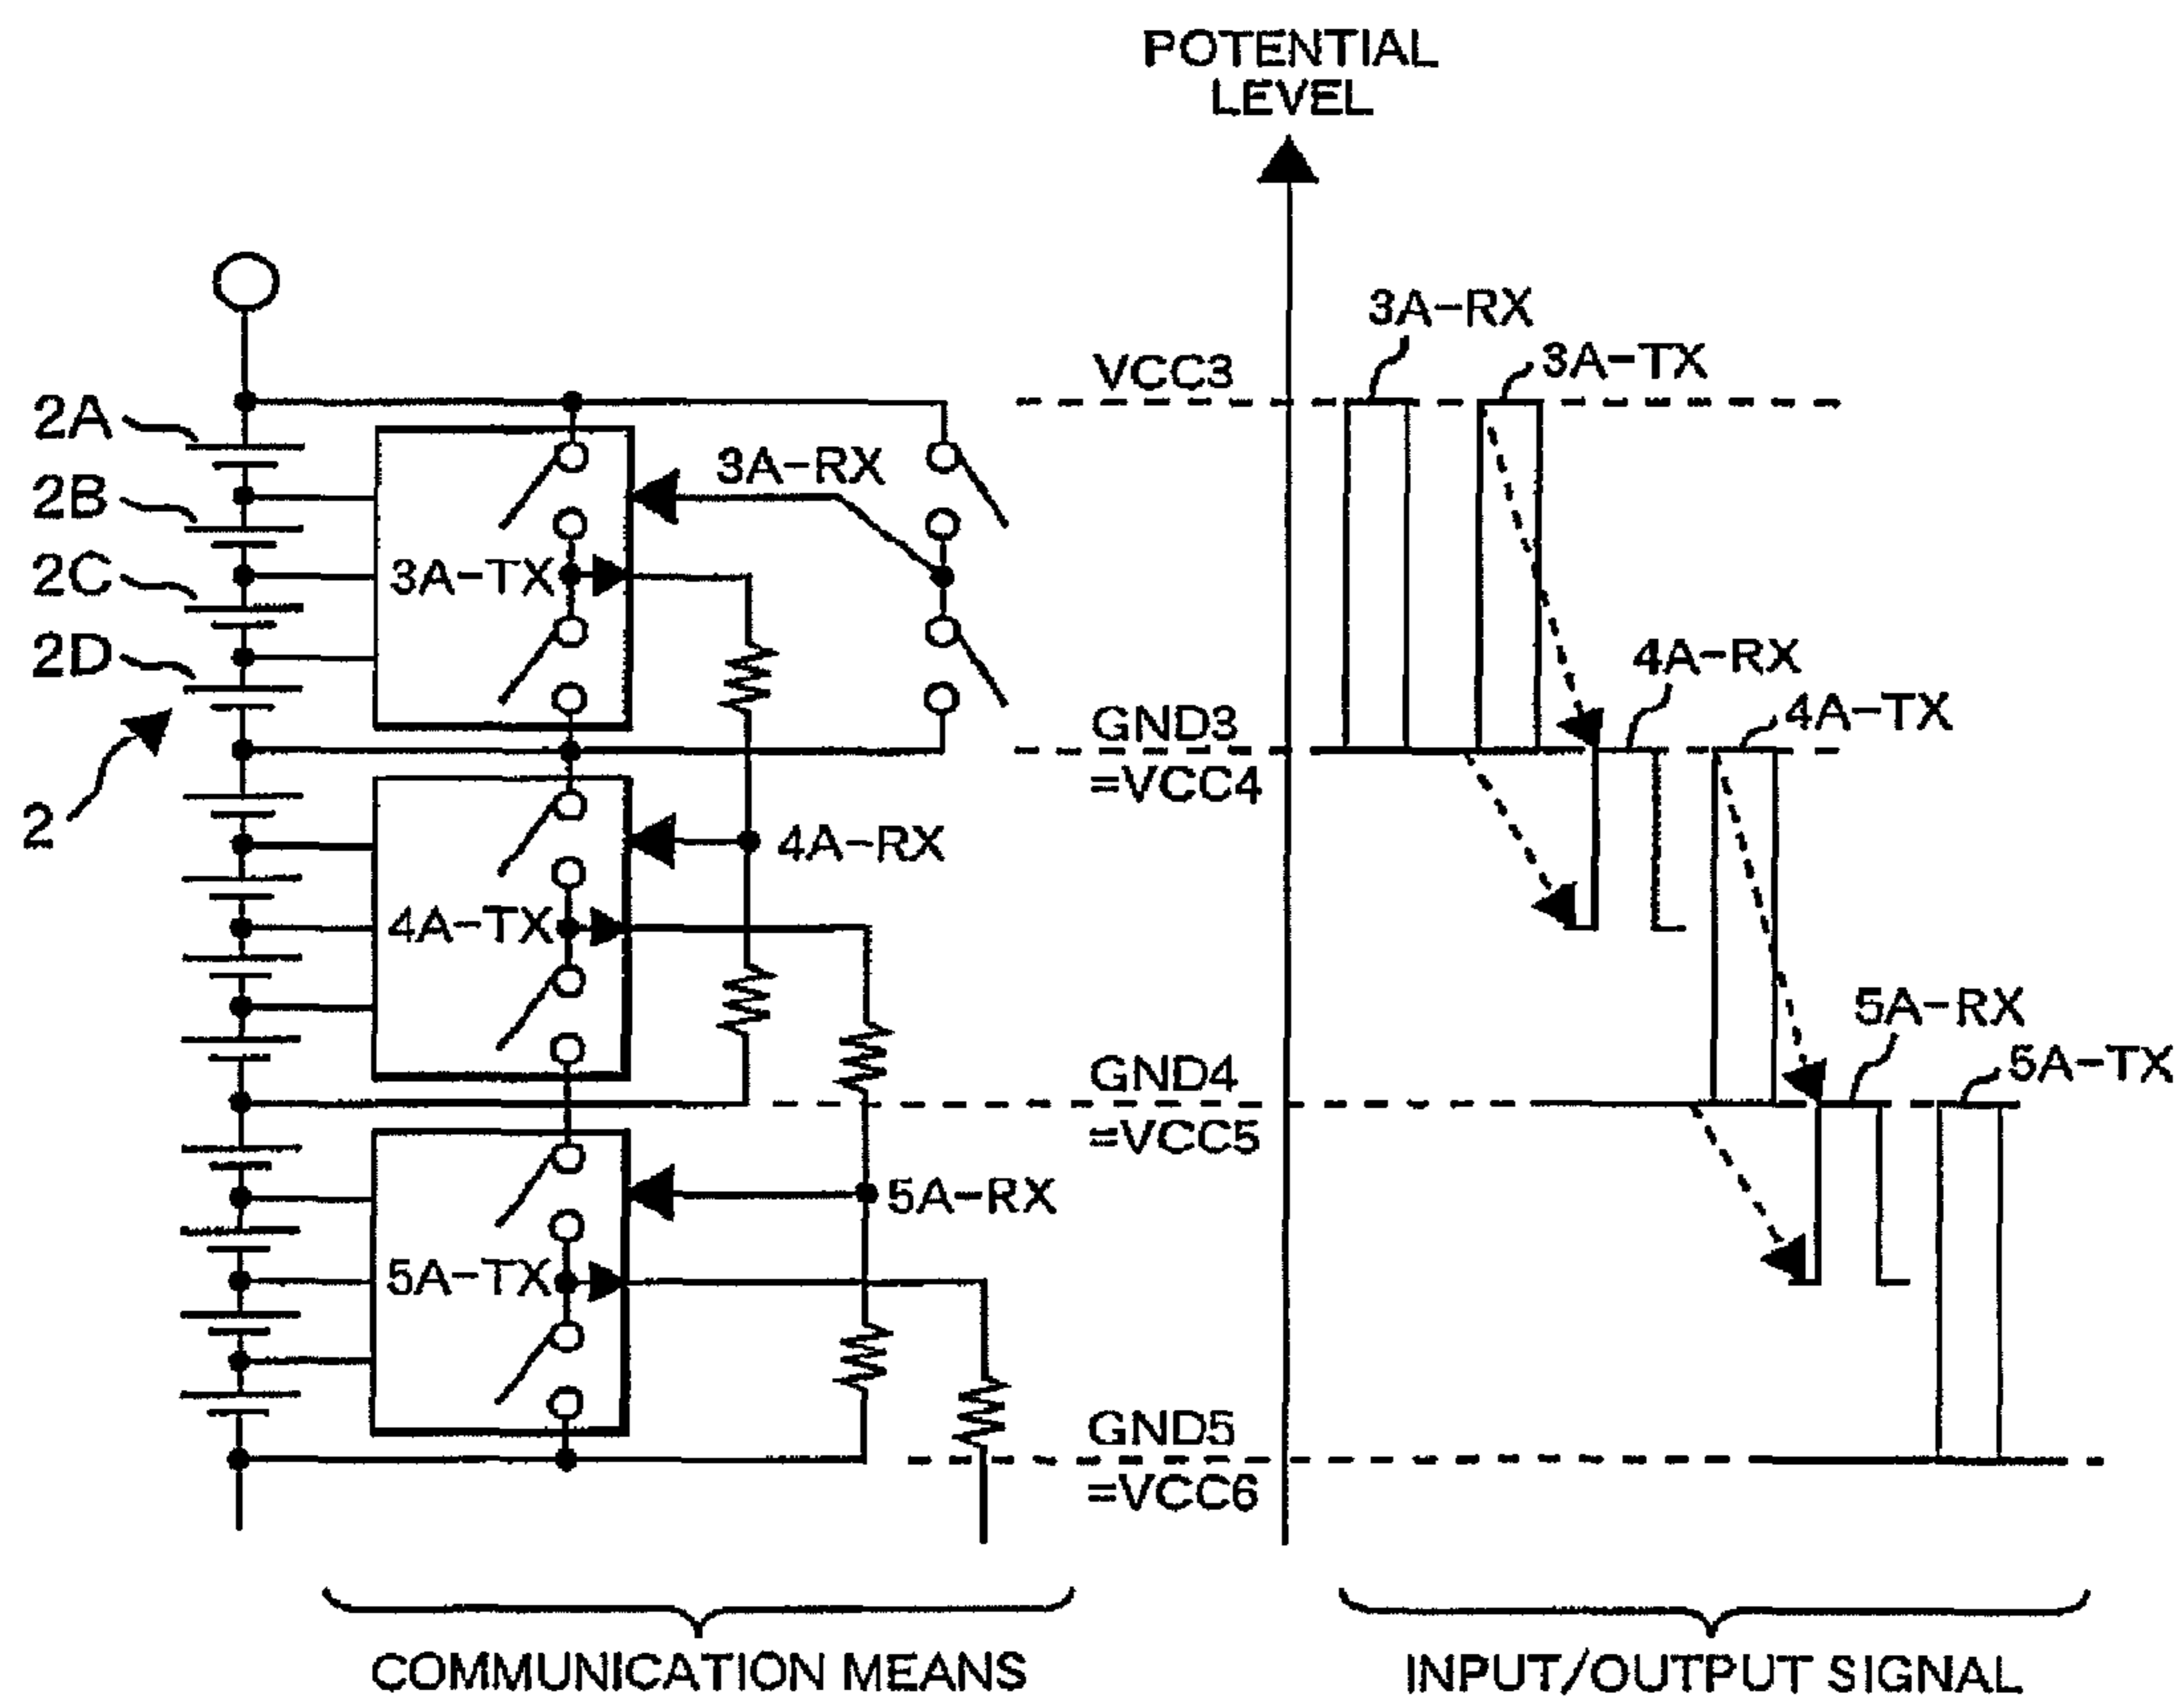 POTENTIAL
LEVEL
3A-RX
3A-TX
VCC3
2A
2B
2C
2D
2
3A-RX
3A-TX
GND3
=VCC4
4A-RX
4A-TX
4A-RX
4A-TX
5A-RX
5A-TX
GND4
=VCC5
5A-RX
5A-TX
GND5
=VCC6
COMMUNICATION MEANS
INPUT/OUTPUT SIGNAL